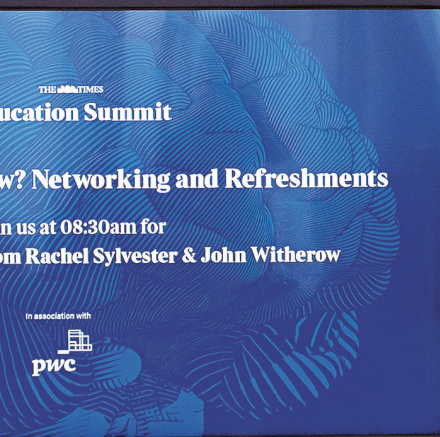 THE TIMES
ucation Summit
w? Networking and Refreshments
n us at 08:30am for
om Rachel Sylvester & John Witherow
In association with
pwc